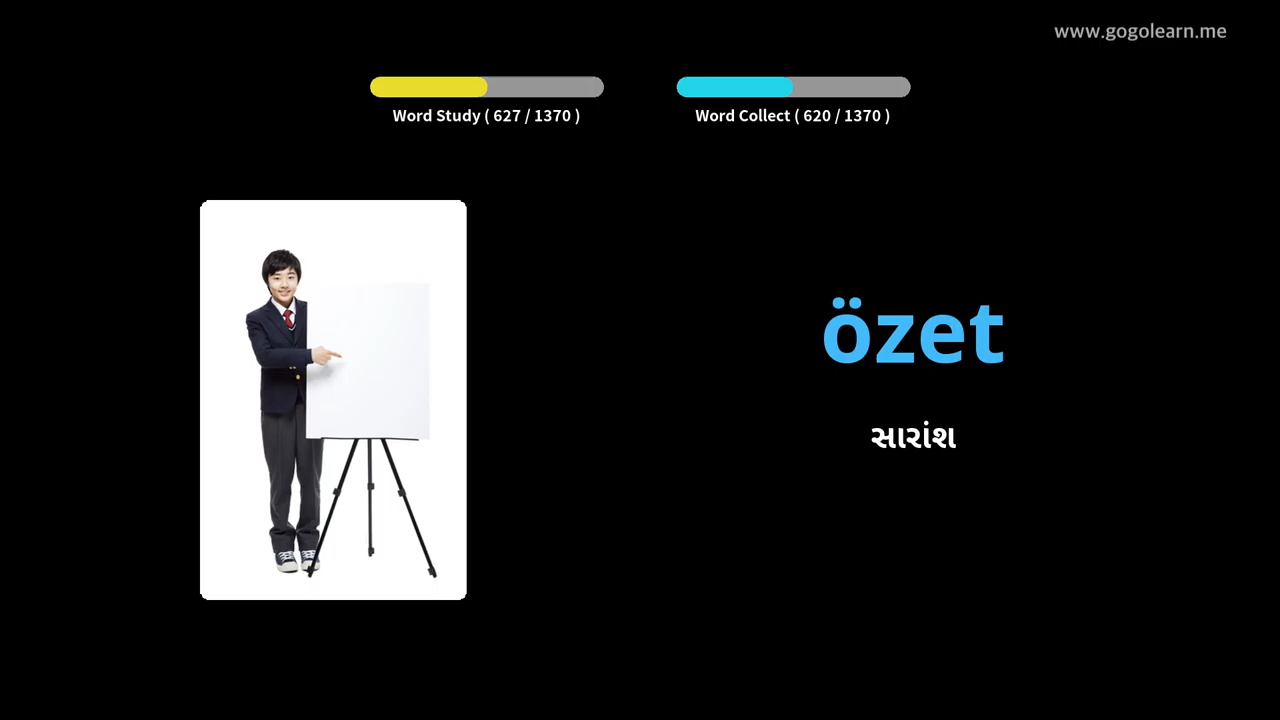 www.gogolearn.me
Word Study ( 627 / 1370 )
Word Collect ( 620 / 1370 )
özet
સારાંશ